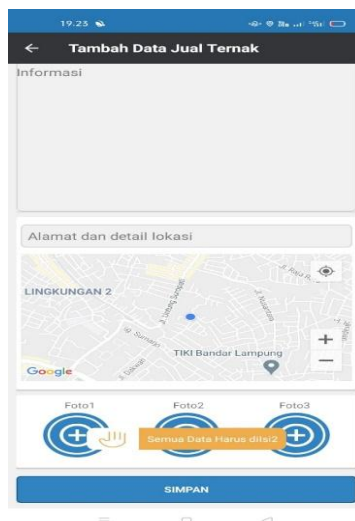 19.23
Tambah Data Jual Ternak
Informasi
Alamat dan detail lokasi
LINGKUNGAN 2
TIKI Bandar Lampung
Google
Foto1 Foto2 Foto3
Semua Data Harus diIsi2
SIMPAN